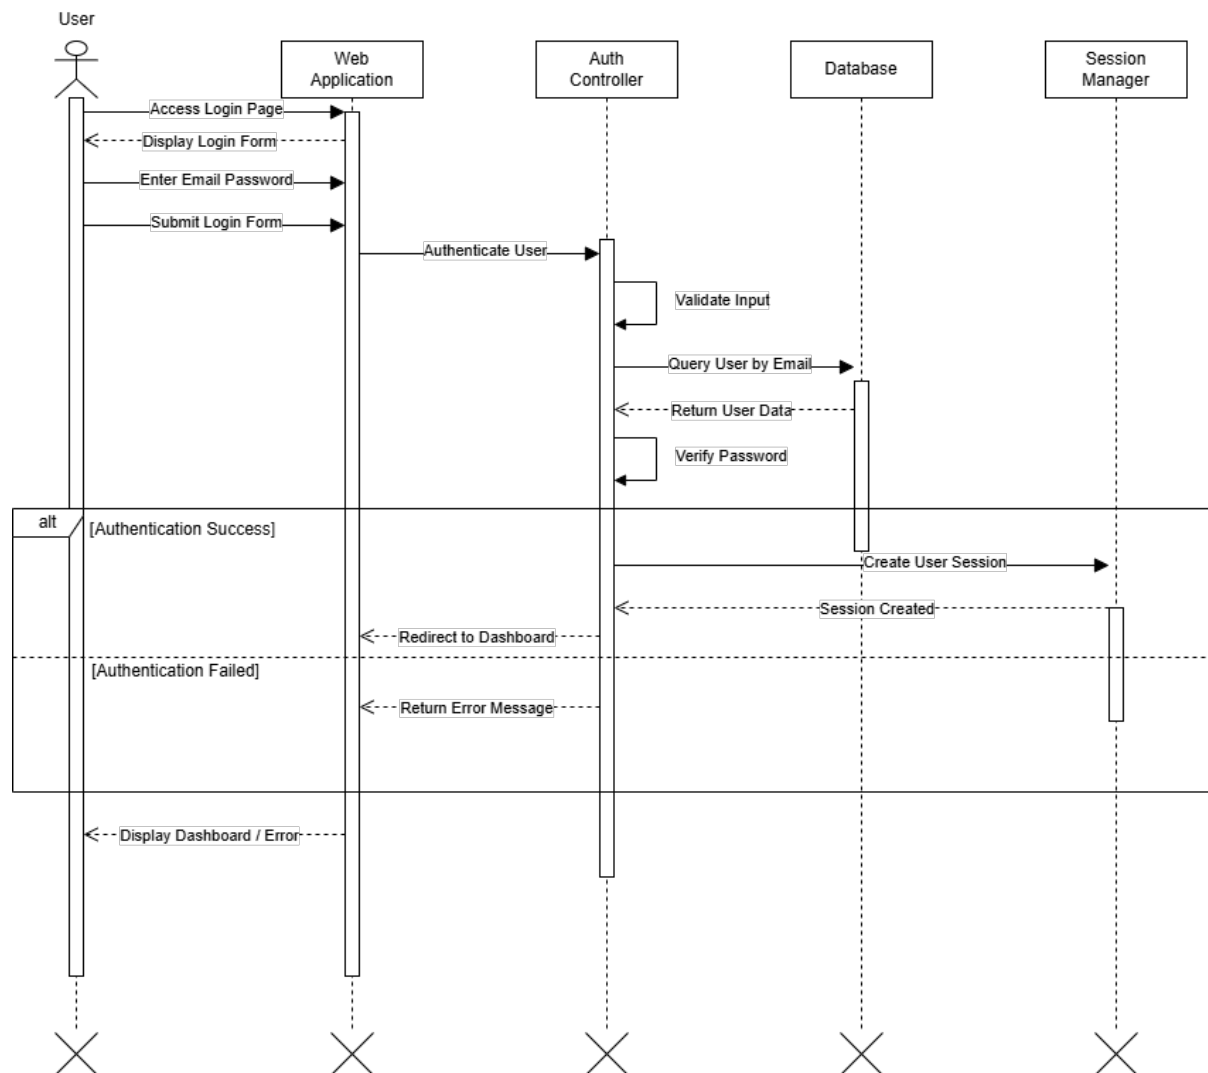 User
Web
Application
Auth
Controller
Database
Session
Manager
Access Login Page
Display Login Form
Enter Email Password
Submit Login Form
Authenticate User
Validate Input
Query User by Email
Return User Data
Verify Password
alt
[Authentication Success]
Create User Session
Session Created
Redirect to Dashboard
[Authentication Failed]
Return Error Message
Display Dashboard / Error